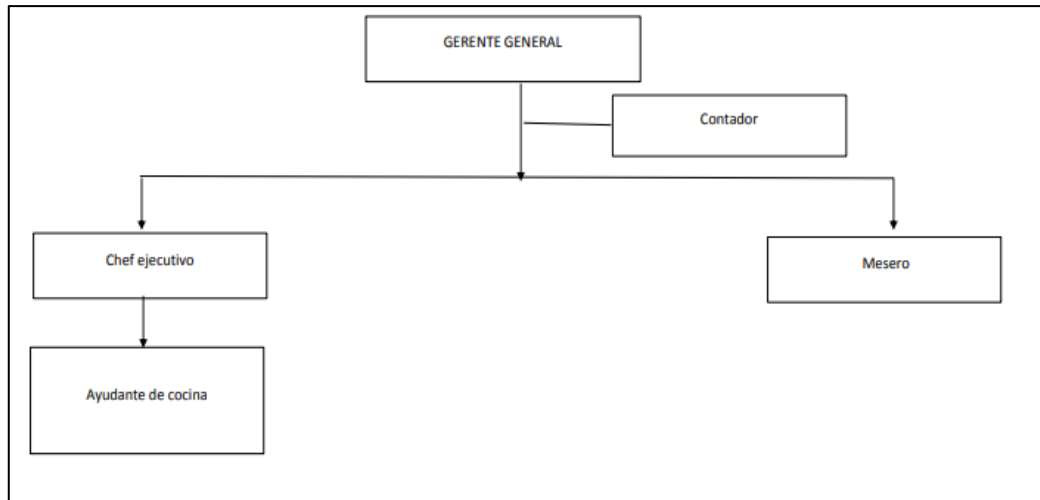 GERENTE GENERAL
Contador
Chef ejecutivo
Mesero
Ayudante de cocina